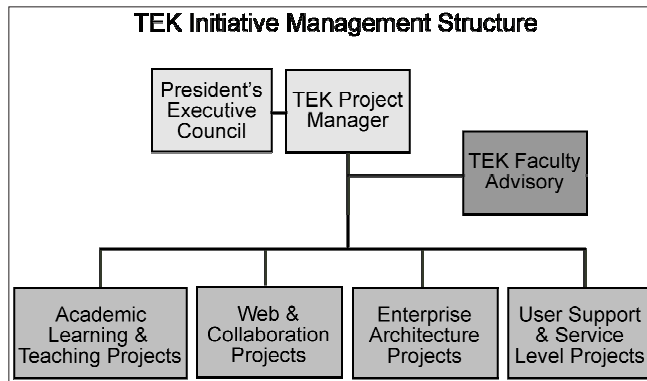 TEK Initiative Management Structure
President's
Executive
Council
TEK Project
Manager
TEK Faculty
Advisory
Academic
Learning &
Teaching Projects
Web &
Collaboration
Projects
Enterprise
Architecture
Projects
User Support
& Service
Level Projects